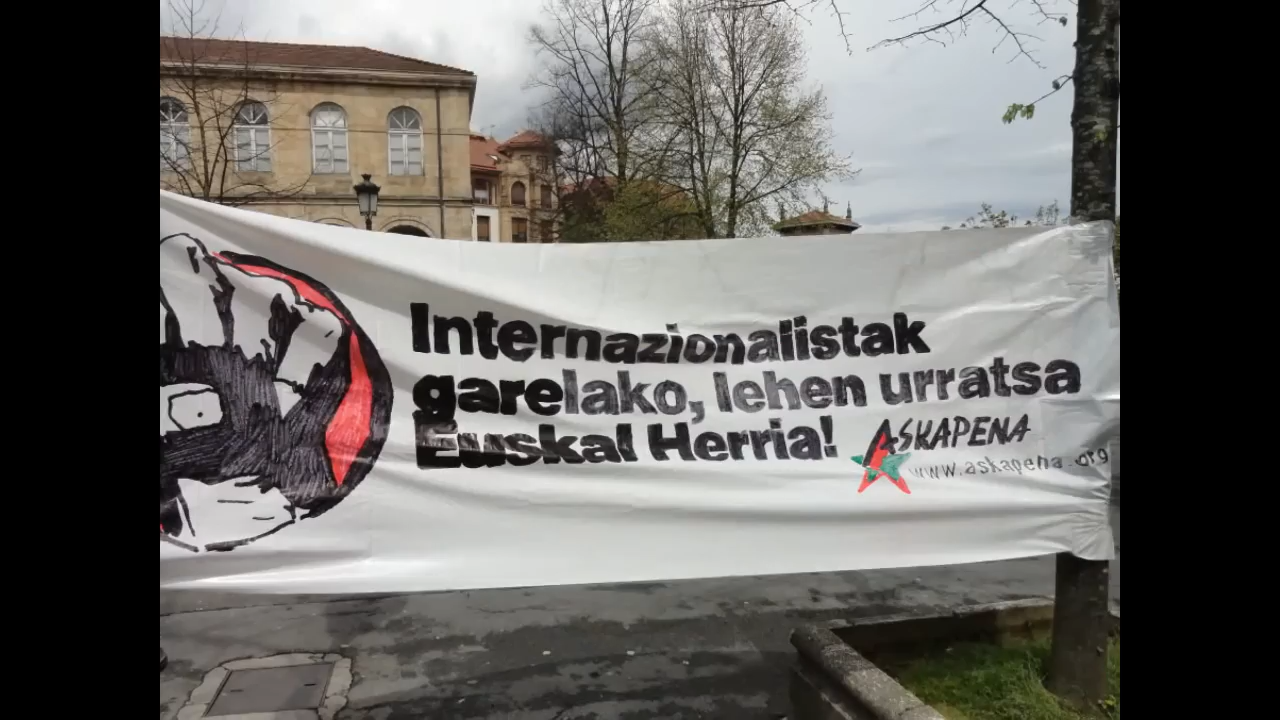 Internazionalistak
garelako, lehen urratsa
Euskal Herria!
ASKAPENA
www.askapena.org